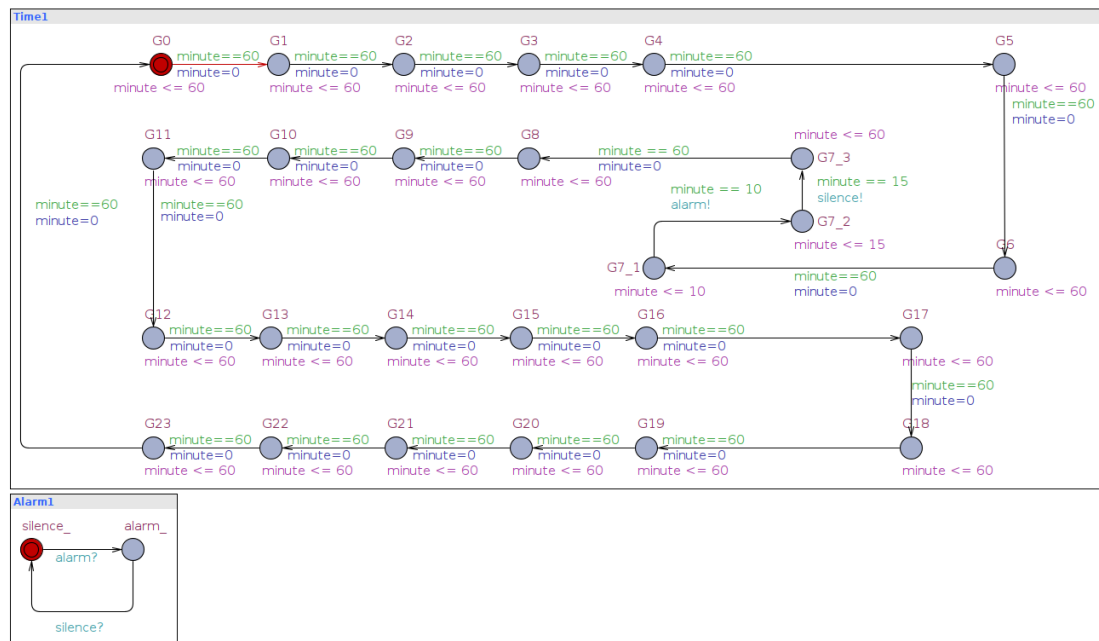 Time1
G0 G1 G2 G3 G4 G5
minute==60 minute==60 minute==60 minute==60 minute==60
minute=0 minute=0 minute=0 minute=0 minute=0
minute <= 60 minute <= 60 minute <= 60 minute <= 60 minute <= 60 minute <= 60
minute==60
minute=0
G11 G10 G9 G8 minute <= 60
minute==60 minute==60 minute==60 minute == 60 G7_3
minute=0 minute=0 minute=0 minute=0
minute <= 60 minute <= 60 minute <= 60 minute <= 60
minute == 10 minute == 15
alarm! silence!
G7_2
minute==60 minute==60
minute=0 minute=0
minute <= 15 G6
G7_1
minute==60
minute=0
minute <= 10 minute <= 60
G12 G13 G14 G15 G16 G17
minute==60 minute==60 minute==60 minute==60 minute==60
minute=0 minute=0 minute=0 minute=0 minute=0
minute <= 60 minute <= 60 minute <= 60 minute <= 60 minute <= 60 minute <= 60
minute==60
minute=0
G23 G22 G21 G20 G19 G18
minute==60 minute==60 minute==60 minute==60 minute==60
minute=0 minute=0 minute=0 minute=0 minute=0
minute <= 60 minute <= 60 minute <= 60 minute <= 60 minute <= 60 minute <= 60
Alarm1
silence_ alarm_
alarm?
silence?